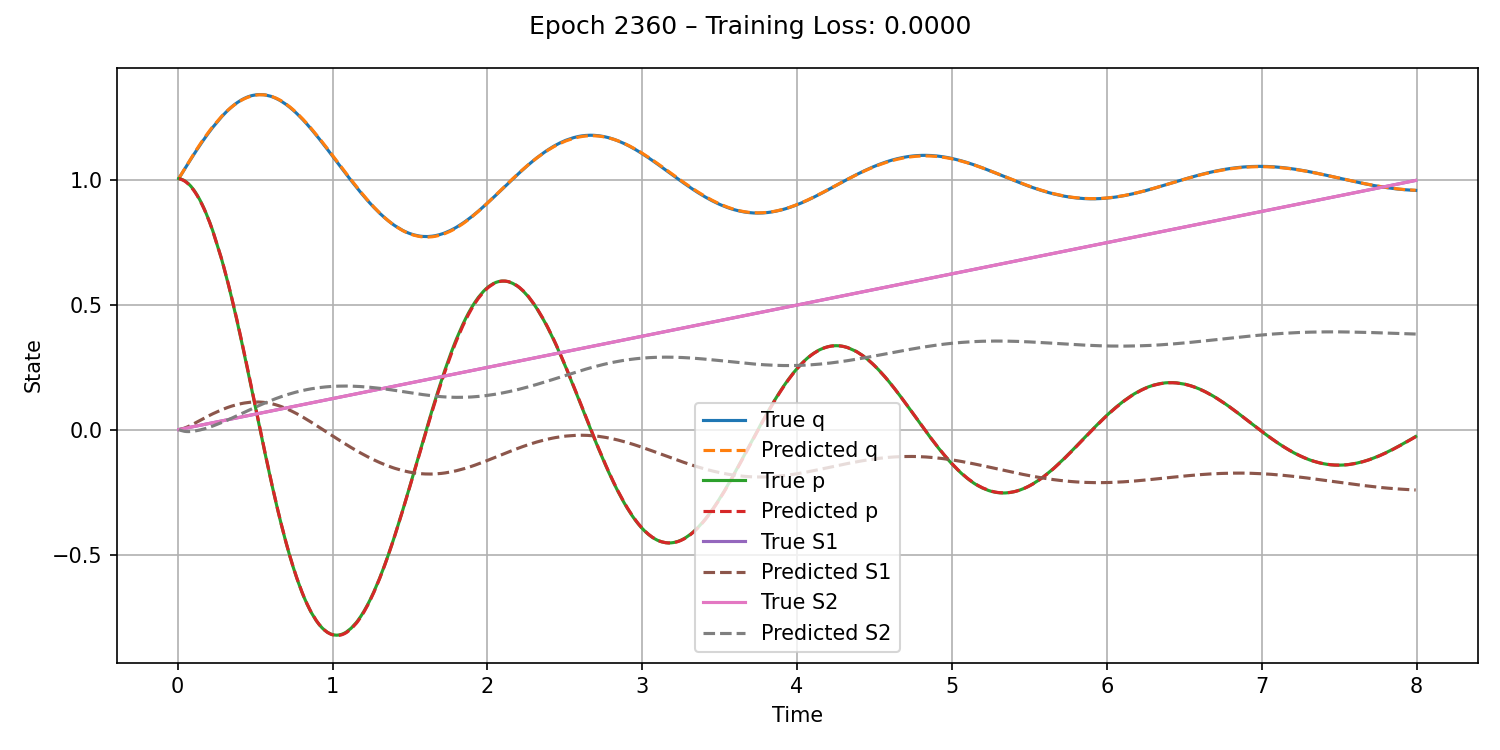 Epoch 2360 – Training Loss: 0.0000
State
1.0
0.5
0.0
−0.5
True q
Predicted q
True p
Predicted p
True S1
Predicted S1
True S2
Predicted S2
0 1 2 3 4 5 6 7 8
Time